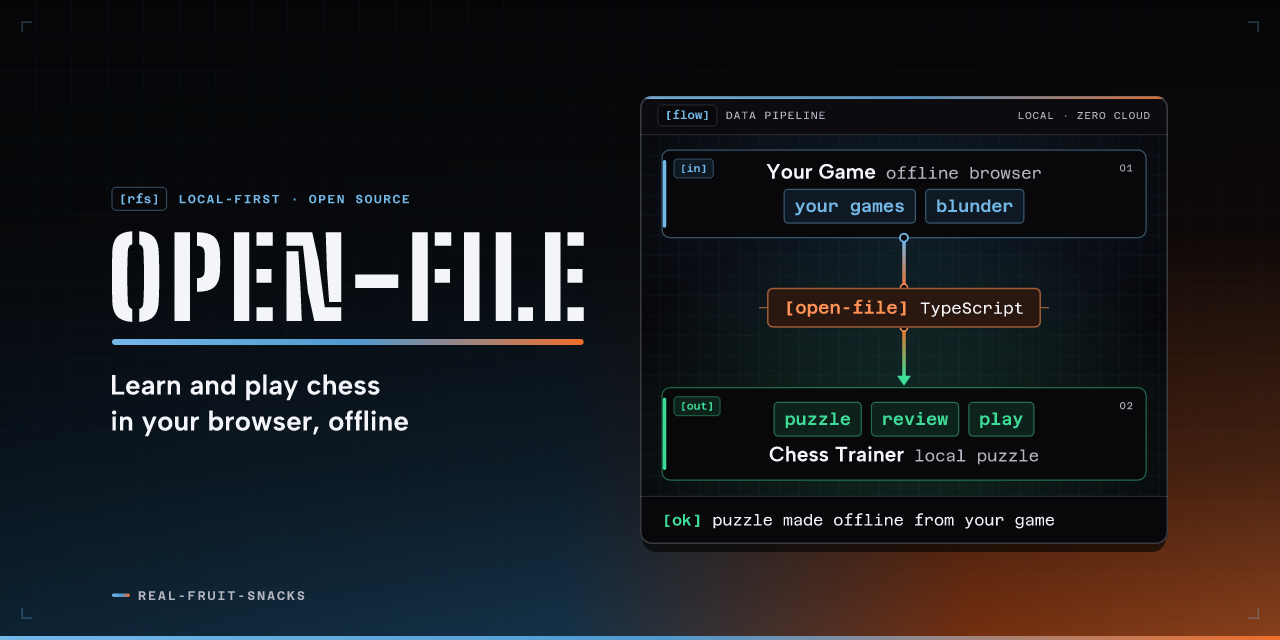 [rfs] LOCAL-FIRST · OPEN SOURCE
OPEN-FILE
Learn and play chess
in your browser, offline
REAL-FRUIT-SNACKS
[flow] DATA PIPELINE LOCAL · ZERO CLOUD
[in] Your Game offline browser 01
your games blunder
[open-file] TypeScript
[out] puzzle review play 02
Chess Trainer local puzzle
[ok] puzzle made offline from your game